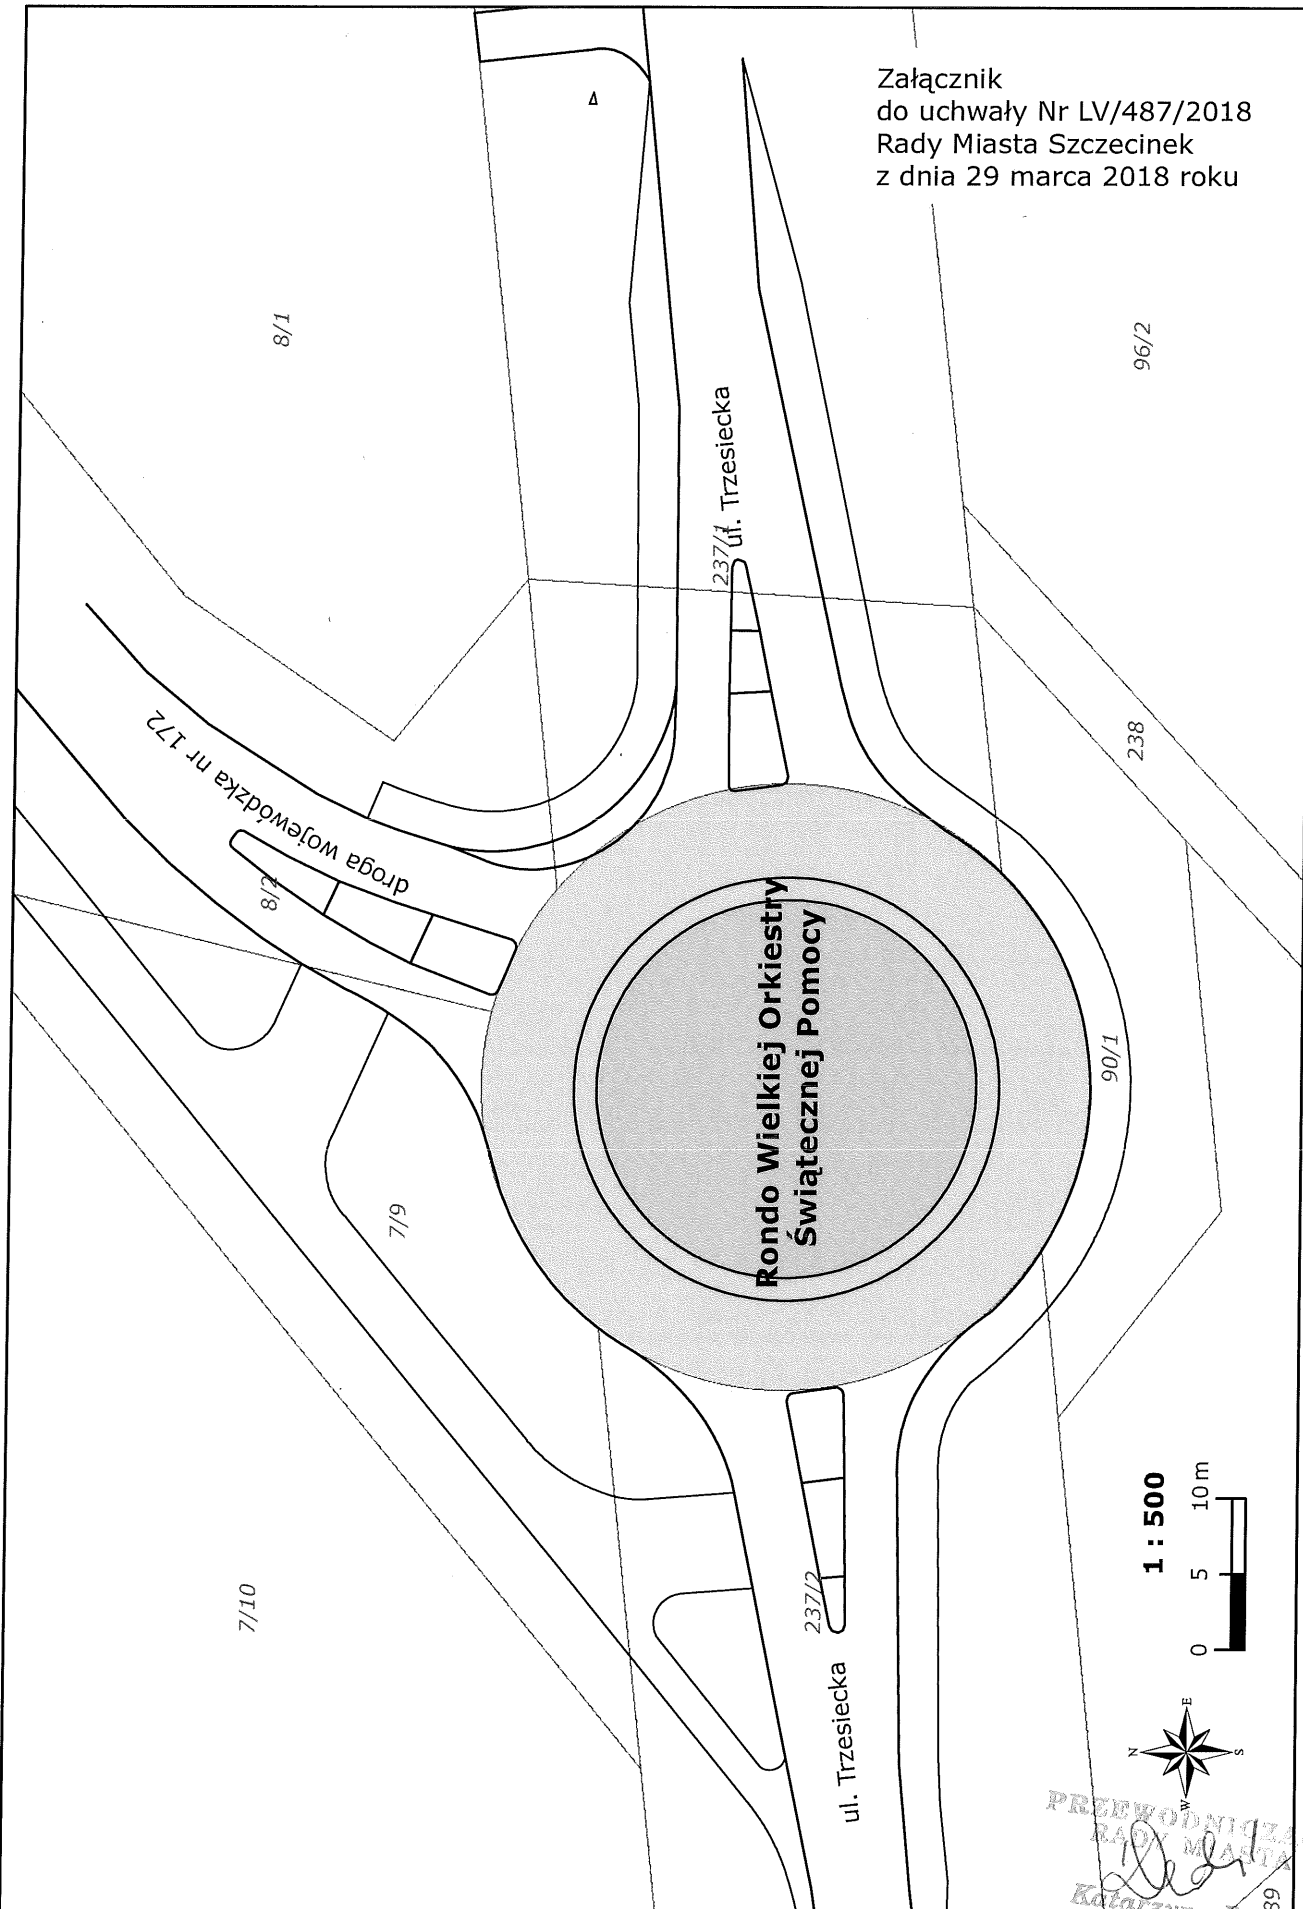 Załącznik
do uchwały Nr LV/487/2018
Rady Miasta Szczecinek
z dnia 29 marca 2018 roku
8/1
96/2
ul. Trzesiecka
237/1
238
droga wojewódzka nr 172
8/2
Rondo Wielkiej Orkiestry
Świątecznej Pomocy
90/1
7/9
7/10
237/2
ul. Trzesiecka
1 : 500
0 5 10 m
N
E
S
W
RADY MIASTA
89